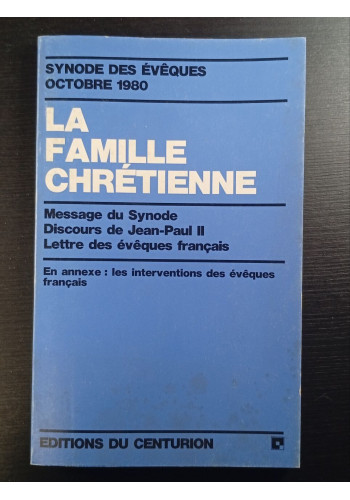 SYNODE DES ÉVÊQUES
OCTOBRE 1980
LA
FAMILLE
CHRÉTIENNE
Message du Synode
Discours de Jean-Paul II
Lettre des évêques français
En annexe : les interventions des évêques
français
EDITIONS DU CENTURION